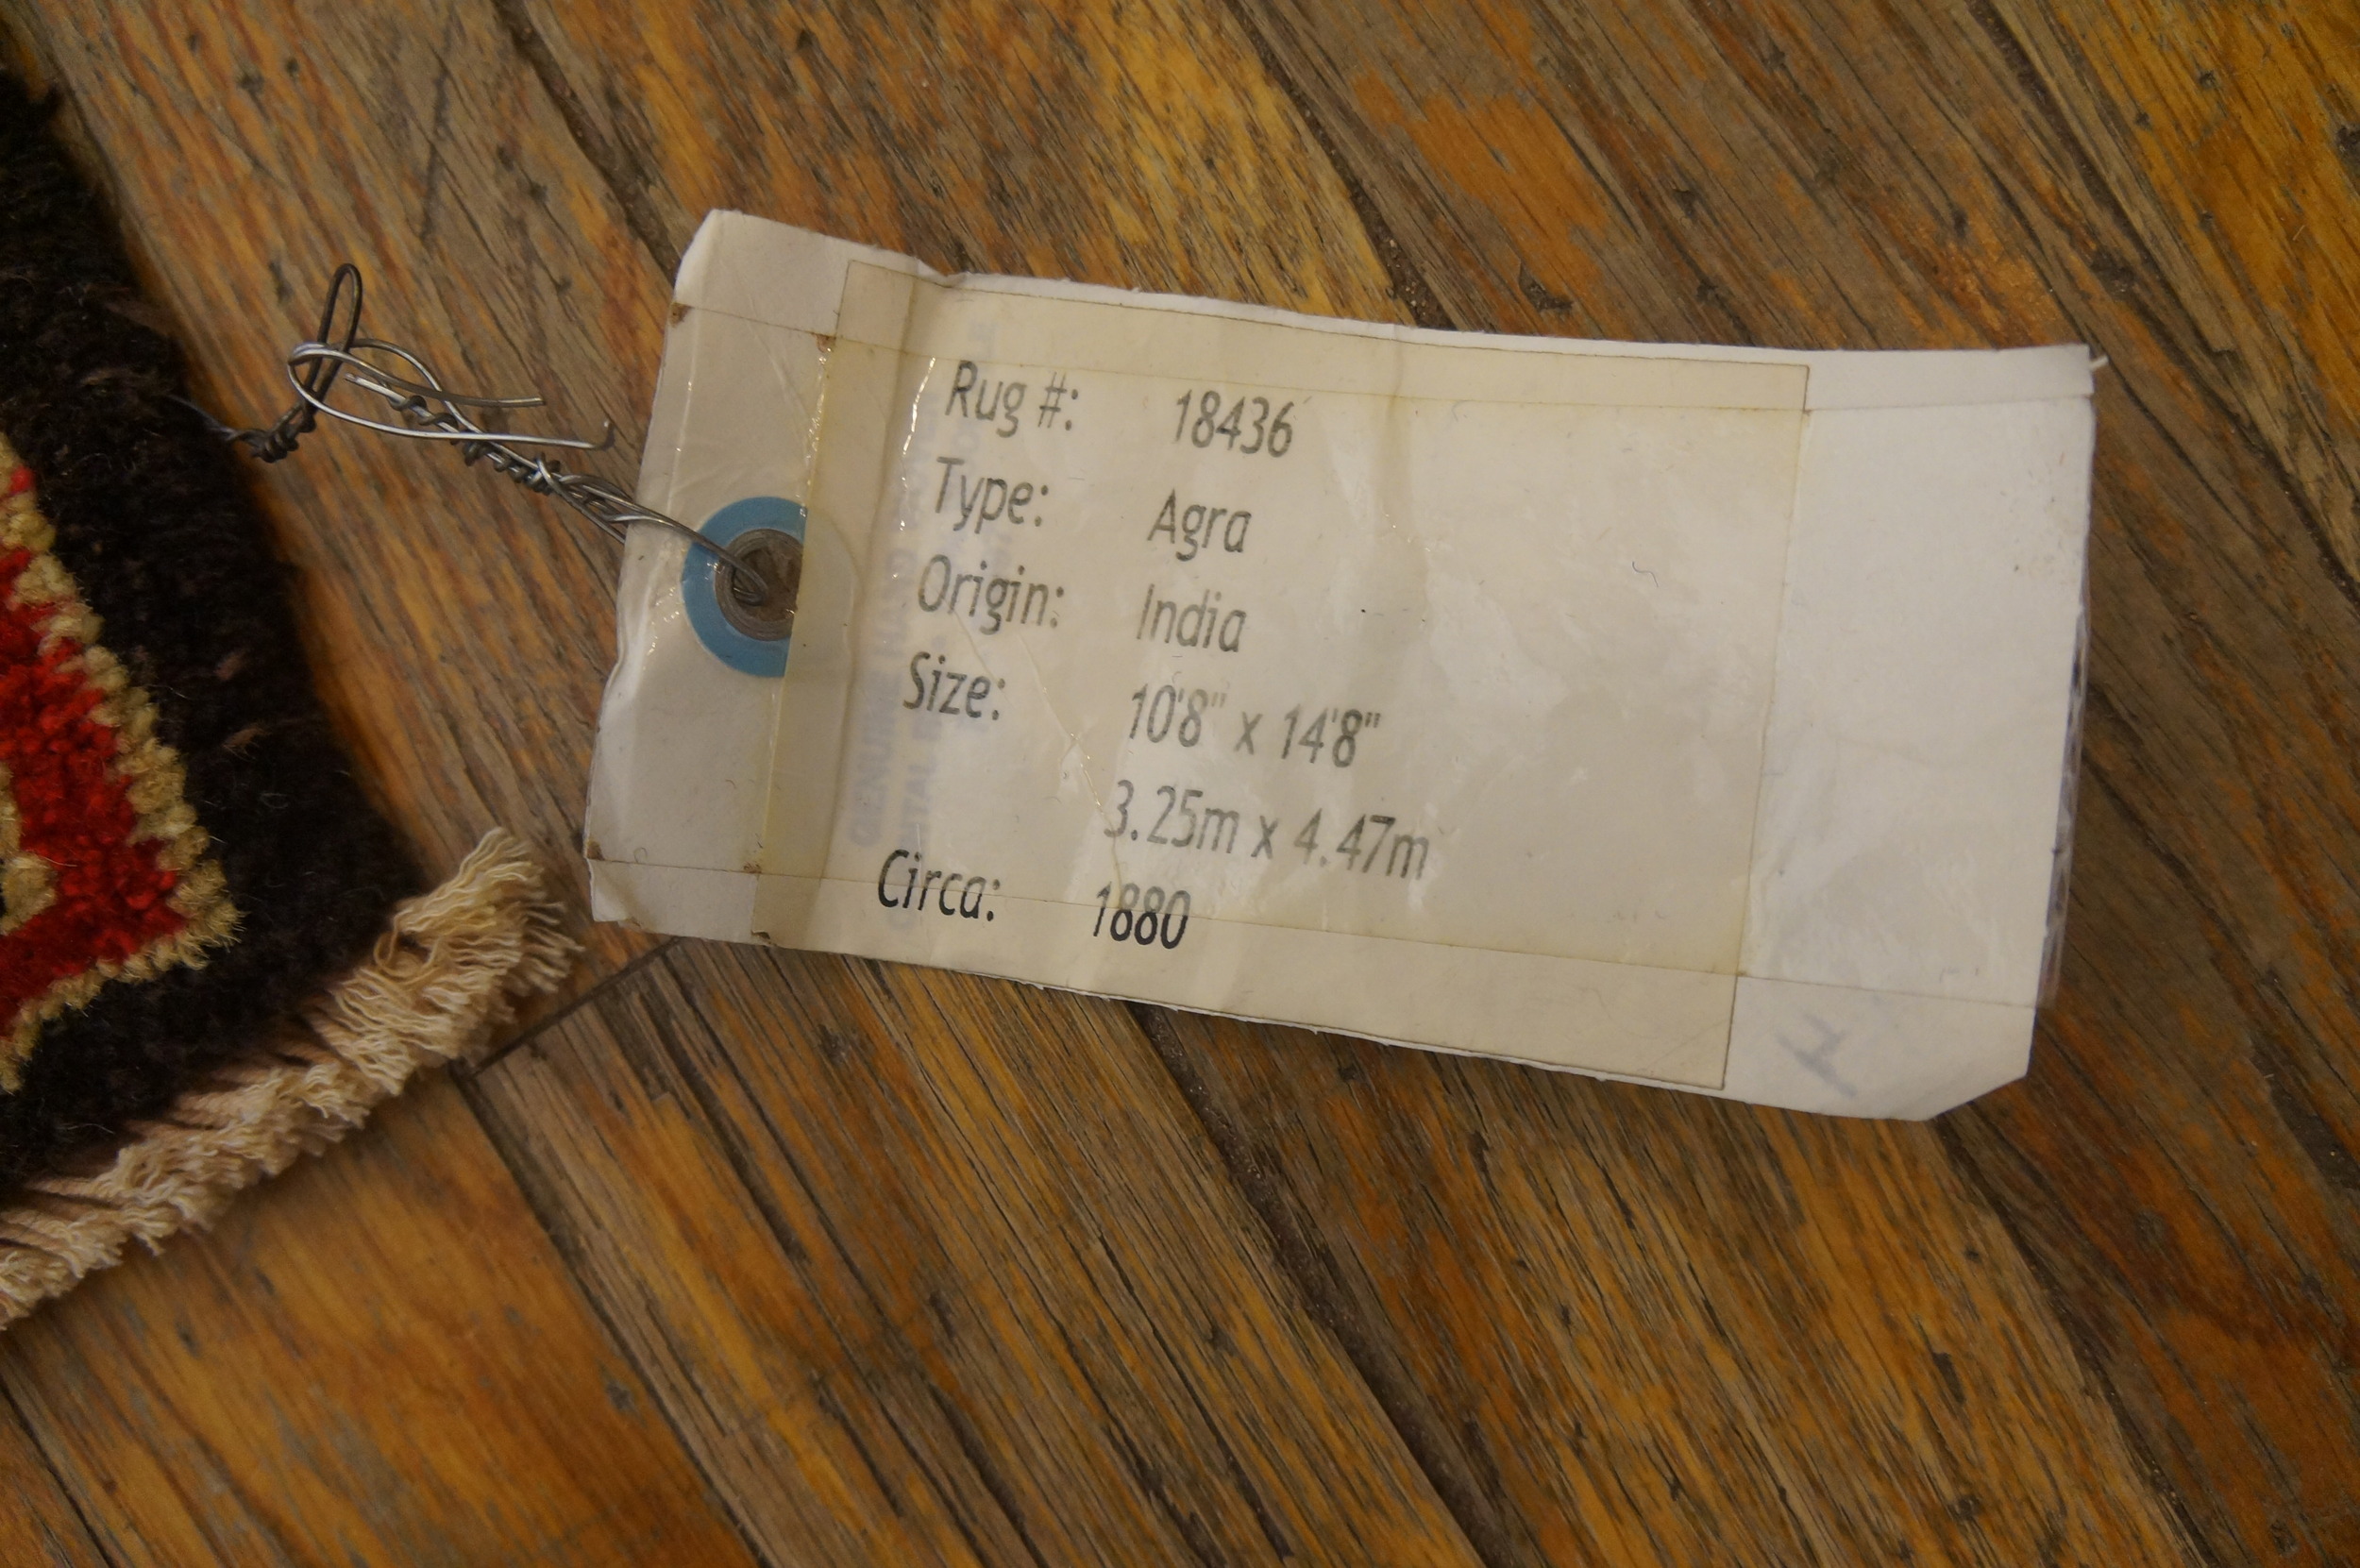 Rug #: 18436
Type: Agra
Origin: India
Size: 10'8" x 14'8"
3.25m x 4.47m
Circa: 1880